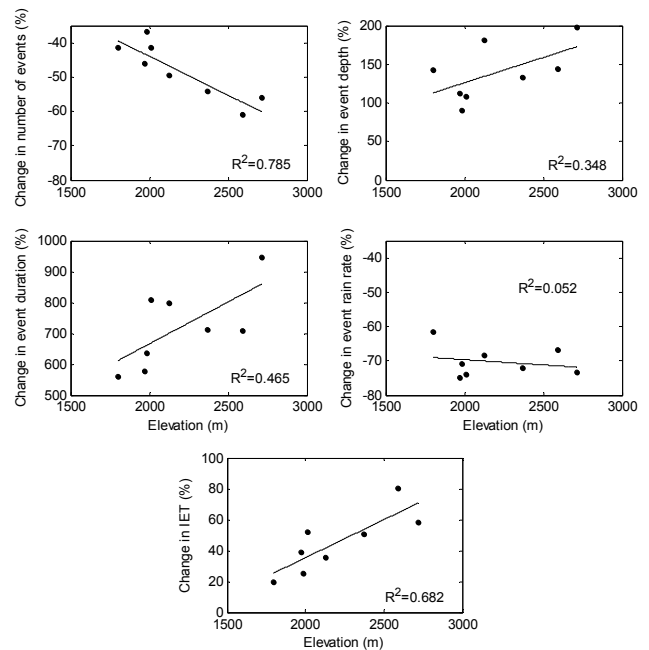 Change in number of events (%)
-40
-50
-60
-70
-80
1500 2000 2500 3000
R2=0.785
Change in event depth (%)
200
150
100
50
0
1500 2000 2500 3000
R2=0.348
Change in event duration (%)
1000
900
800
700
600
500
1500 2000 2500 3000
Elevation (m)
R2=0.465
Change in event rain rate (%)
-40
-50
-60
-70
-80
1500 2000 2500 3000
Elevation (m)
R2=0.052
Change in IET (%)
100
80
60
40
20
0
1500 2000 2500 3000
Elevation (m)
R2=0.682